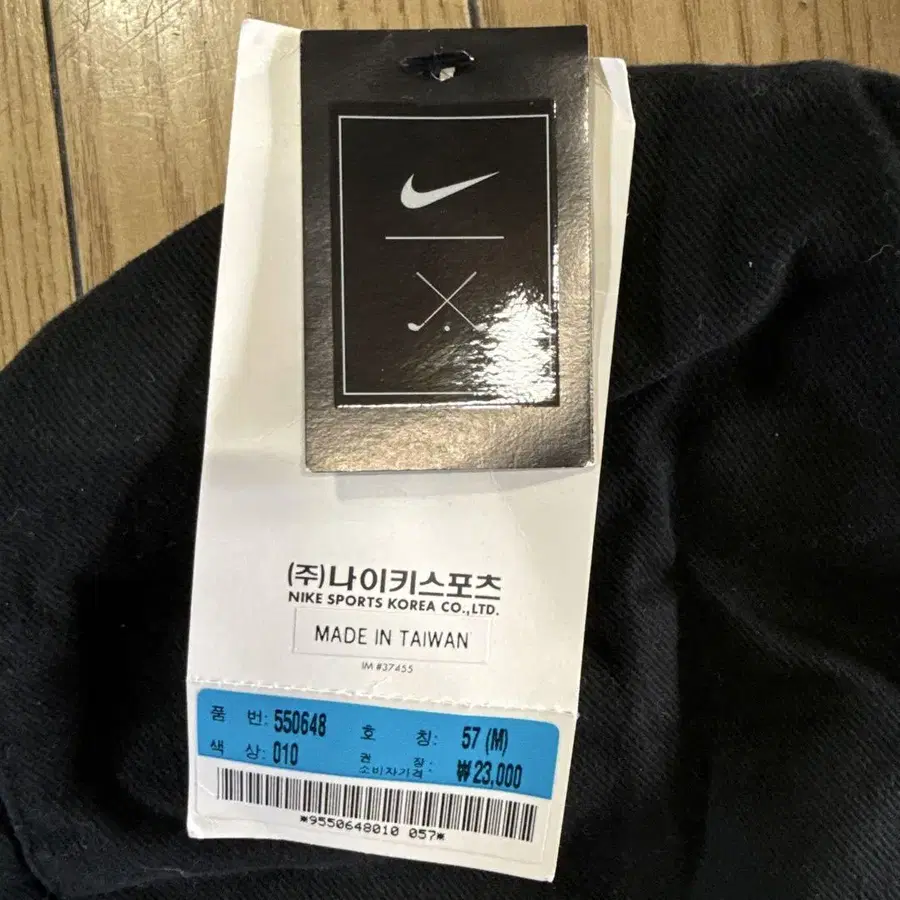 (주)나이키스포츠
NIKE SPORTS KOREA CO.,LTD.
MADE IN TAIWAN
IM #37455
품 번: 550648 호 칭: 57 (M)
색 상: 010 권 장 소비자가격: ₩23,000
*9550648010 057*